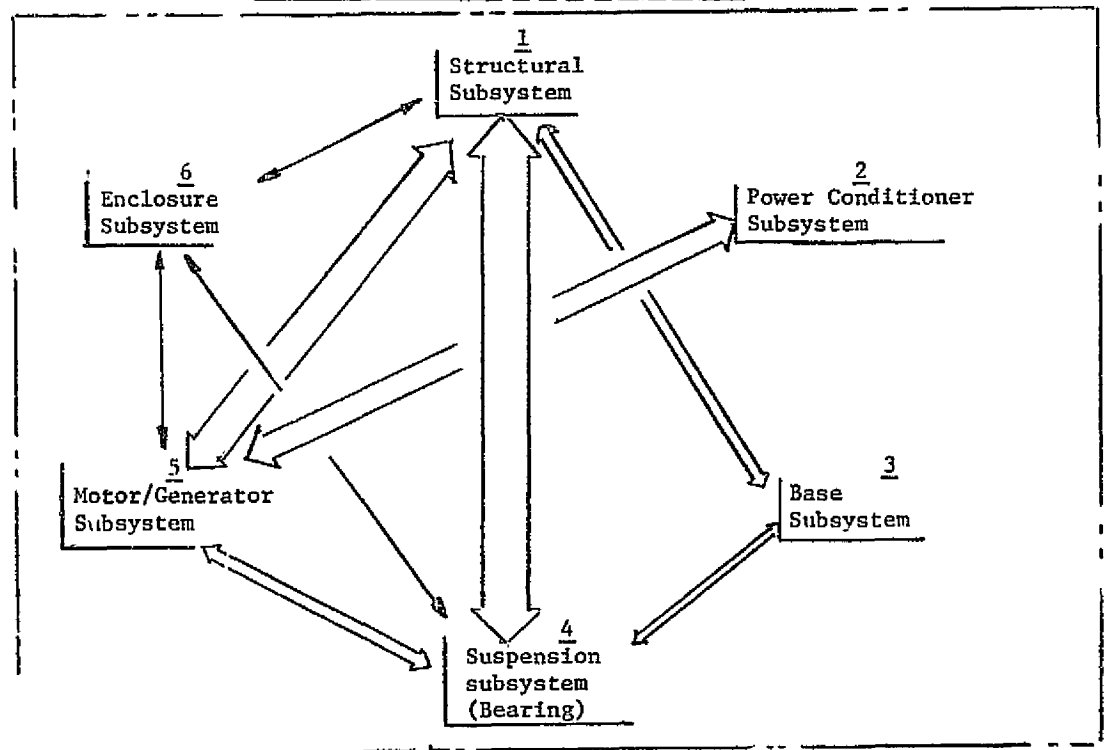 1
Structural
Subsystem
2
Power Conditioner
Subsystem
3
Base
Subsystem
4
Suspension
subsystem
(Bearing)
5
Motor/Generator
Subsystem
6
Enclosure
Subsystem